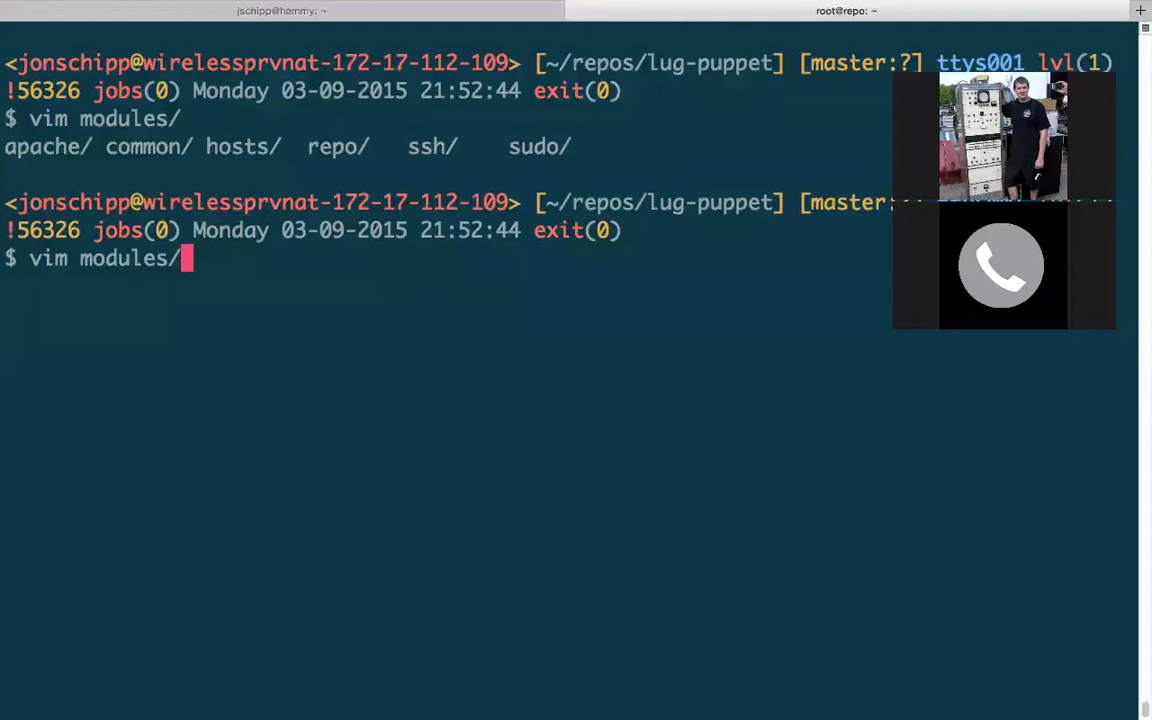 jschipp@hammy: ~
root@repo: ~
<jonschipp@wirelessprvnat-172-17-112-109> [~/repos/lug-puppet] [master:?] ttys001 lvl(1)
!56326 jobs(0) Monday 03-09-2015 21:52:44 exit(0)
$ vim modules/
apache/ common/ hosts/ repo/ ssh/ sudo/
<jonschipp@wirelessprvnat-172-17-112-109> [~/repos/lug-puppet] [master:
!56326 jobs(0) Monday 03-09-2015 21:52:44 exit(0)
$ vim modules/